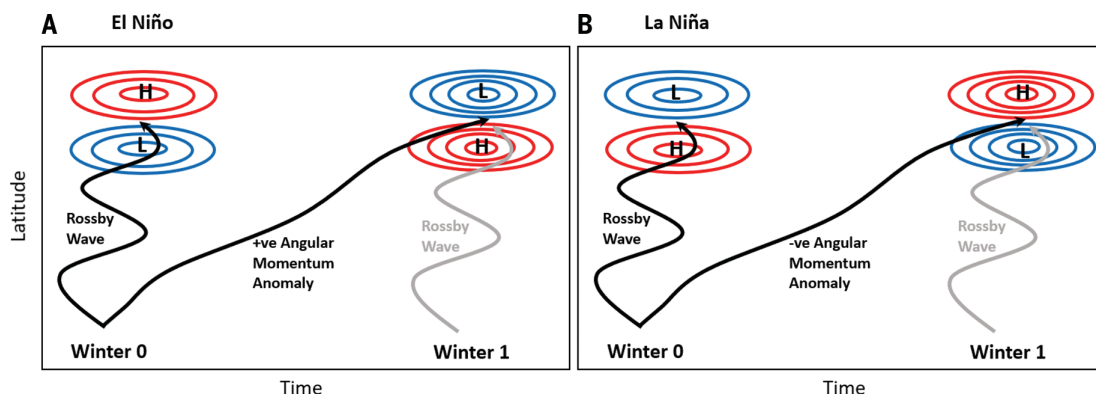 A El Niño
H
L
Rossby
Wave
+ve Angular
Momentum
Anomaly
L
H
Rossby
Wave
Winter 0
Winter 1
Latitude
Time
B La Niña
L
H
Rossby
Wave
-ve Angular
Momentum
Anomaly
H
L
Rossby
Wave
Winter 0
Winter 1
Time